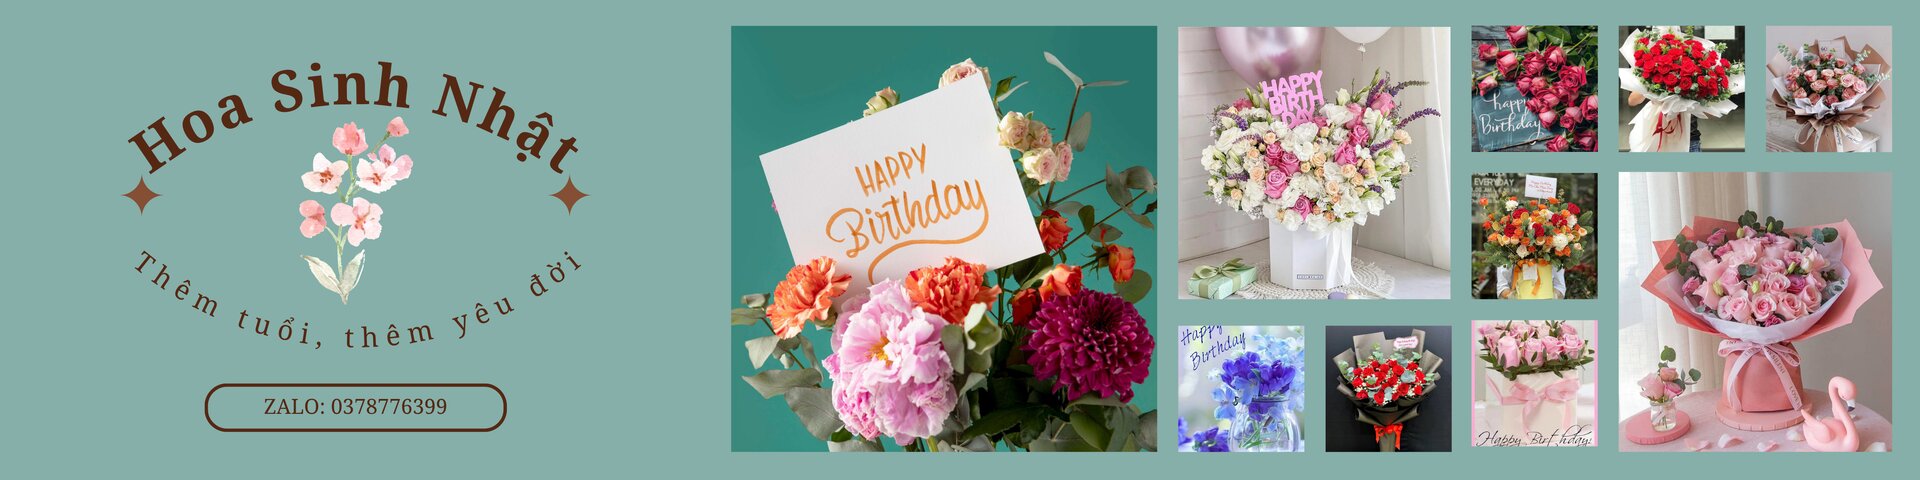 Hoa Sinh Nhật
Thêm tuổi, thêm yêu đời
ZALO: 0378776399
HAPPY
Birthday
HAPPY
BIRTH
DAY
happy
Birthday
EVERYDAY
Happy
Birthday
Happy Birthday!